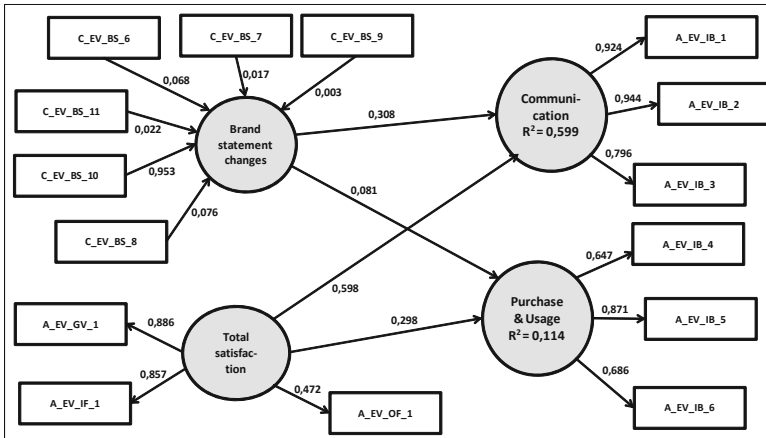 C_EV_BS_6
C_EV_BS_7
C_EV_BS_9
A_EV_IB_1
0,068
0,017
0,003
0,924
C_EV_BS_11
0,022
Brand
statement
changes
0,308
Communi-
cation
R² = 0,599
0,944
A_EV_IB_2
C_EV_BS_10
0,953
0,796
A_EV_IB_3
C_EV_BS_8
0,076
0,081
0,647
A_EV_IB_4
0,598
A_EV_GV_1
0,886
Total
satisfac-
tion
0,298
Purchase
& Usage
R² = 0,114
0,871
A_EV_IB_5
A_EV_IF_1
0,857
0,472
A_EV_OF_1
0,686
A_EV_IB_6